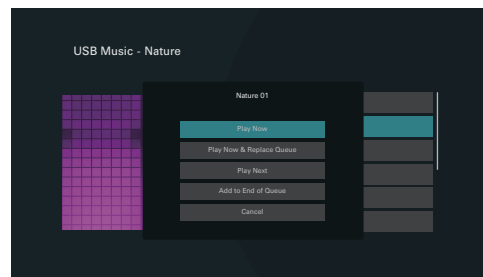 USB Music - Nature
Nature 01
Play Now
Play Now & Replace Queue
Play Next
Add to End of Queue
Cancel